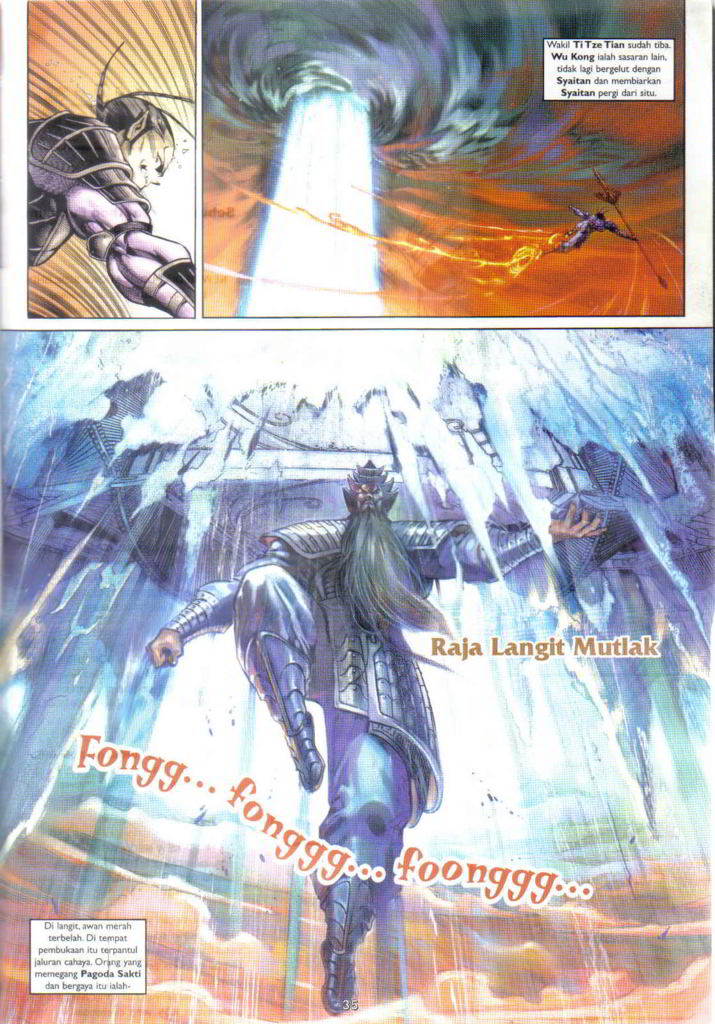 Wakil Ti Tze Tian sudah tiba.
Wu Kong ialah sasaran lain,
tidak lagi bergelut dengan
Syaitan dan membiarkan
Syaitan pergi dari situ.
Raja Langit Mutlak
Fongg... fonggg... foonggg...
Di langit, awan merah
terbelah. Di tempat
pembukaan itu terpantul
jaluran cahaya. Orang yang
memegang Pagoda Sakti
dan bergaya itu ialah-
35